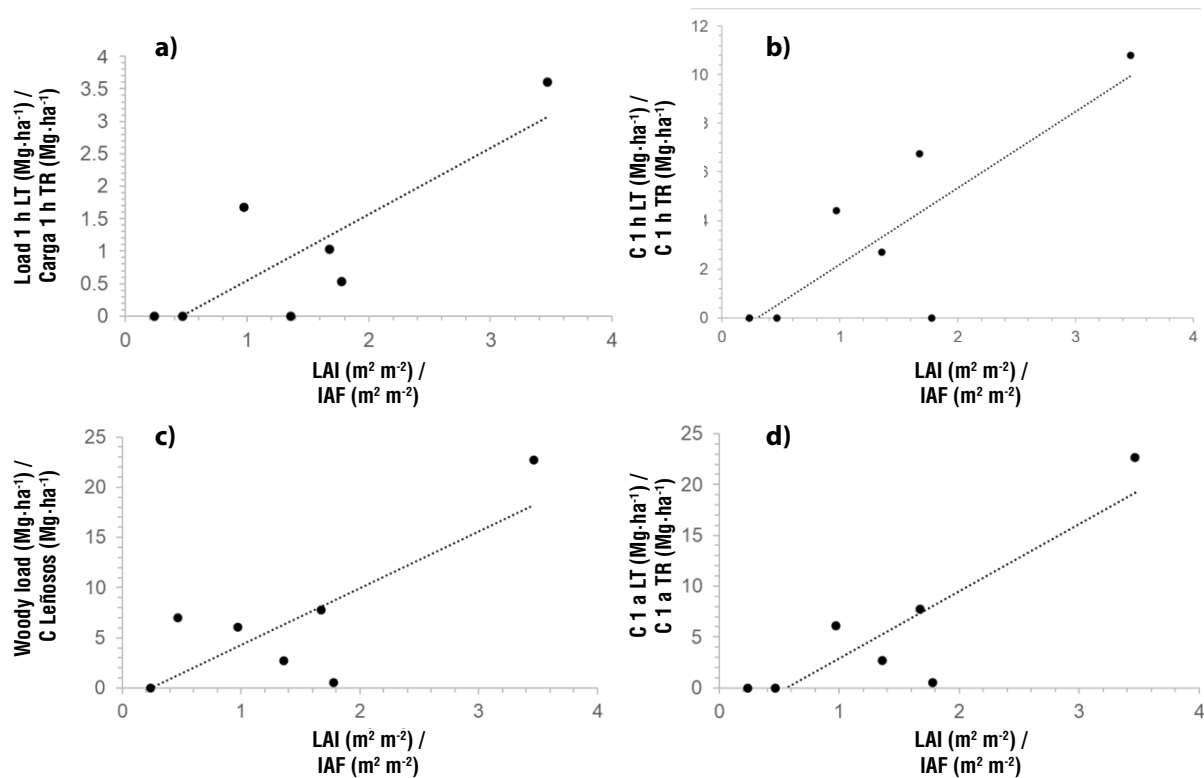 a)
Load 1 h LT (Mg·ha⁻¹) /
Carga 1 h TR (Mg·ha⁻¹)
4
3.5
3
2.5
2
1.5
1
0.5
0
0 1 2 3 4
LAI (m² m⁻²) /
IAF (m² m⁻²)
b)
C 1 h LT (Mg·ha⁻¹) /
C 1 h TR (Mg·ha⁻¹)
12
10
8
6
4
2
0
0 1 2 3 4
LAI (m² m⁻²) /
IAF (m² m⁻²)
c)
Woody load (Mg·ha⁻¹) /
C Leñosos (Mg·ha⁻¹)
25
20
15
10
5
0
0 1 2 3 4
LAI (m² m⁻²) /
IAF (m² m⁻²)
d)
C 1 a LT (Mg·ha⁻¹) /
C 1 a TR (Mg·ha⁻¹)
25
20
15
10
5
0
0 1 2 3 4
LAI (m² m⁻²) /
IAF (m² m⁻²)